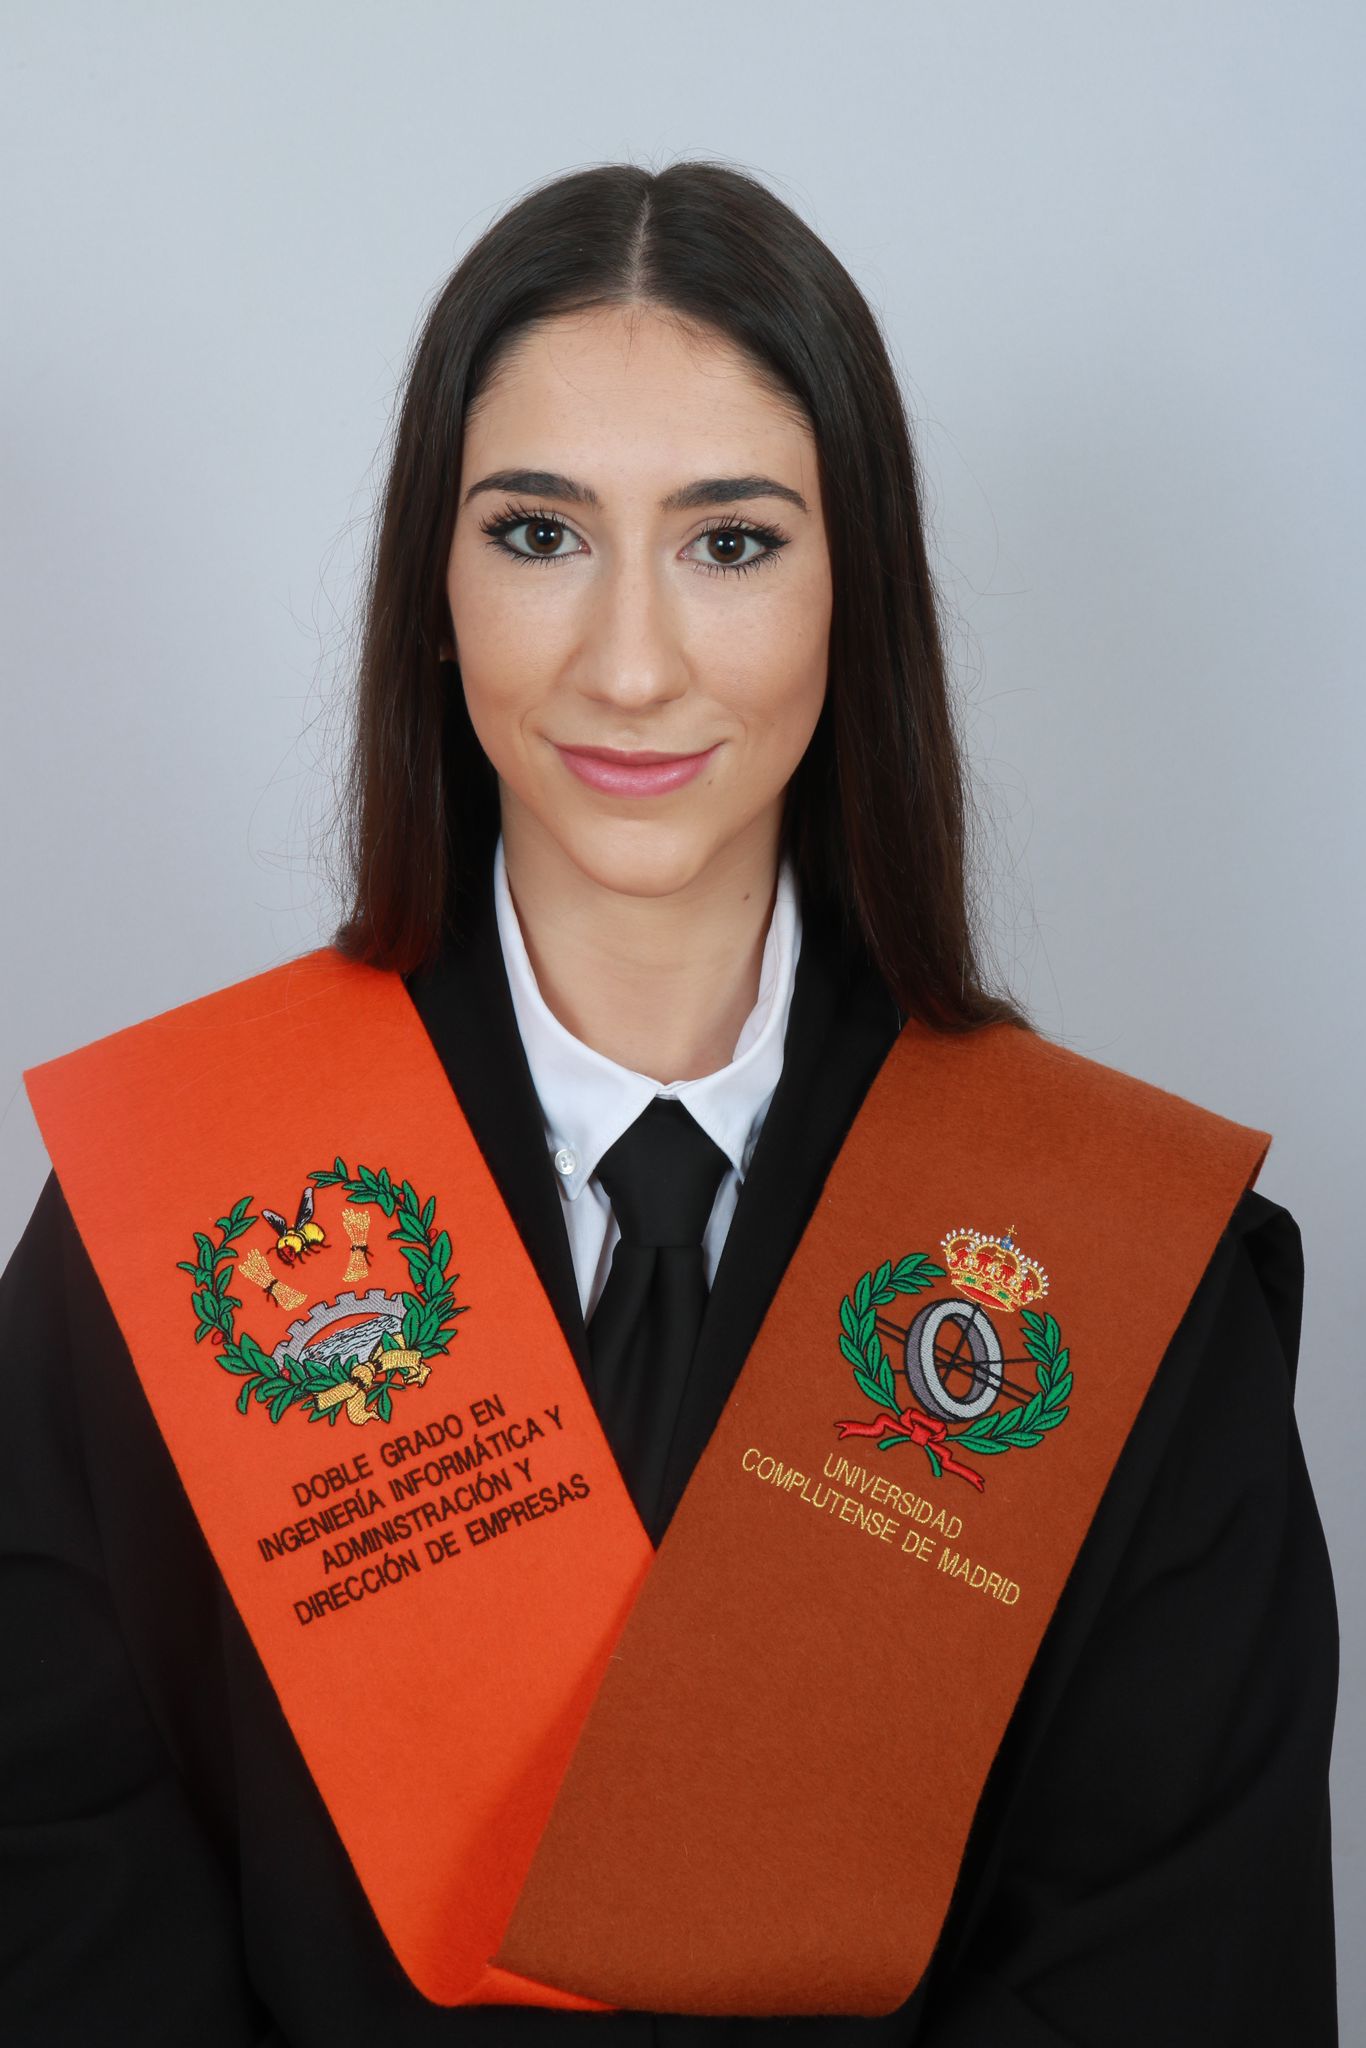 DOBLE GRADO EN
INGENIERÍA INFORMÁTICA Y
ADMINISTRACIÓN Y
DIRECCIÓN DE EMPRESAS
UNIVERSIDAD
COMPLUTENSE DE MADRID